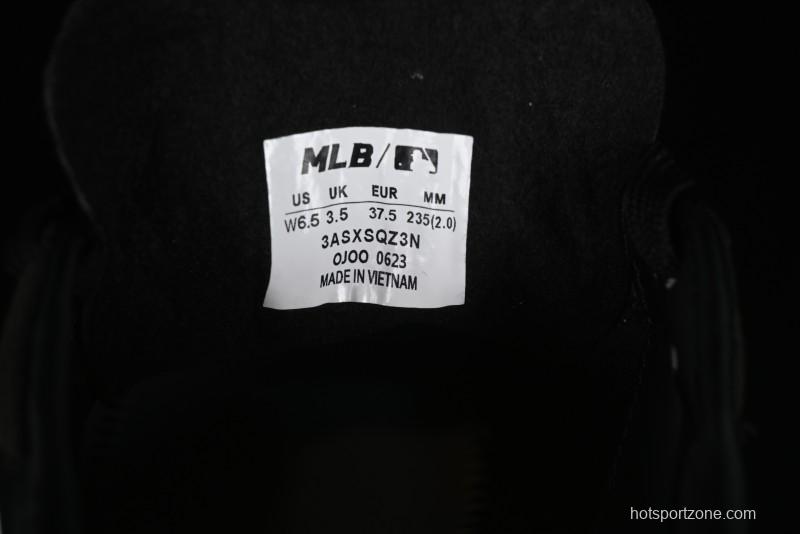 MLB/
US UK EUR MM
W6.5 3.5 37.5 235(2.0)
3ASXSQZ3N
OJOO 0623
MADE IN VIETNAM
hotsportzone.com